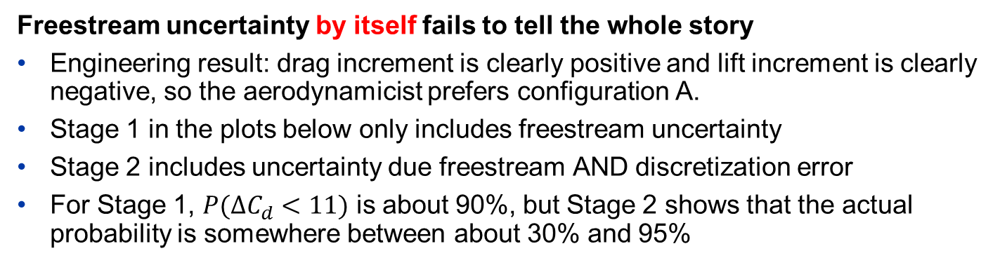 Freestream uncertainty by itself fails to tell the whole story
• Engineering result: drag increment is clearly positive and lift increment is clearly
negative, so the aerodynamicist prefers configuration A.
• Stage 1 in the plots below only includes freestream uncertainty
• Stage 2 includes uncertainty due freestream AND discretization error
• For Stage 1, 𝑃(Δ𝐶𝑑 < 11) is about 90%, but Stage 2 shows that the actual
probability is somewhere between about 30% and 95%